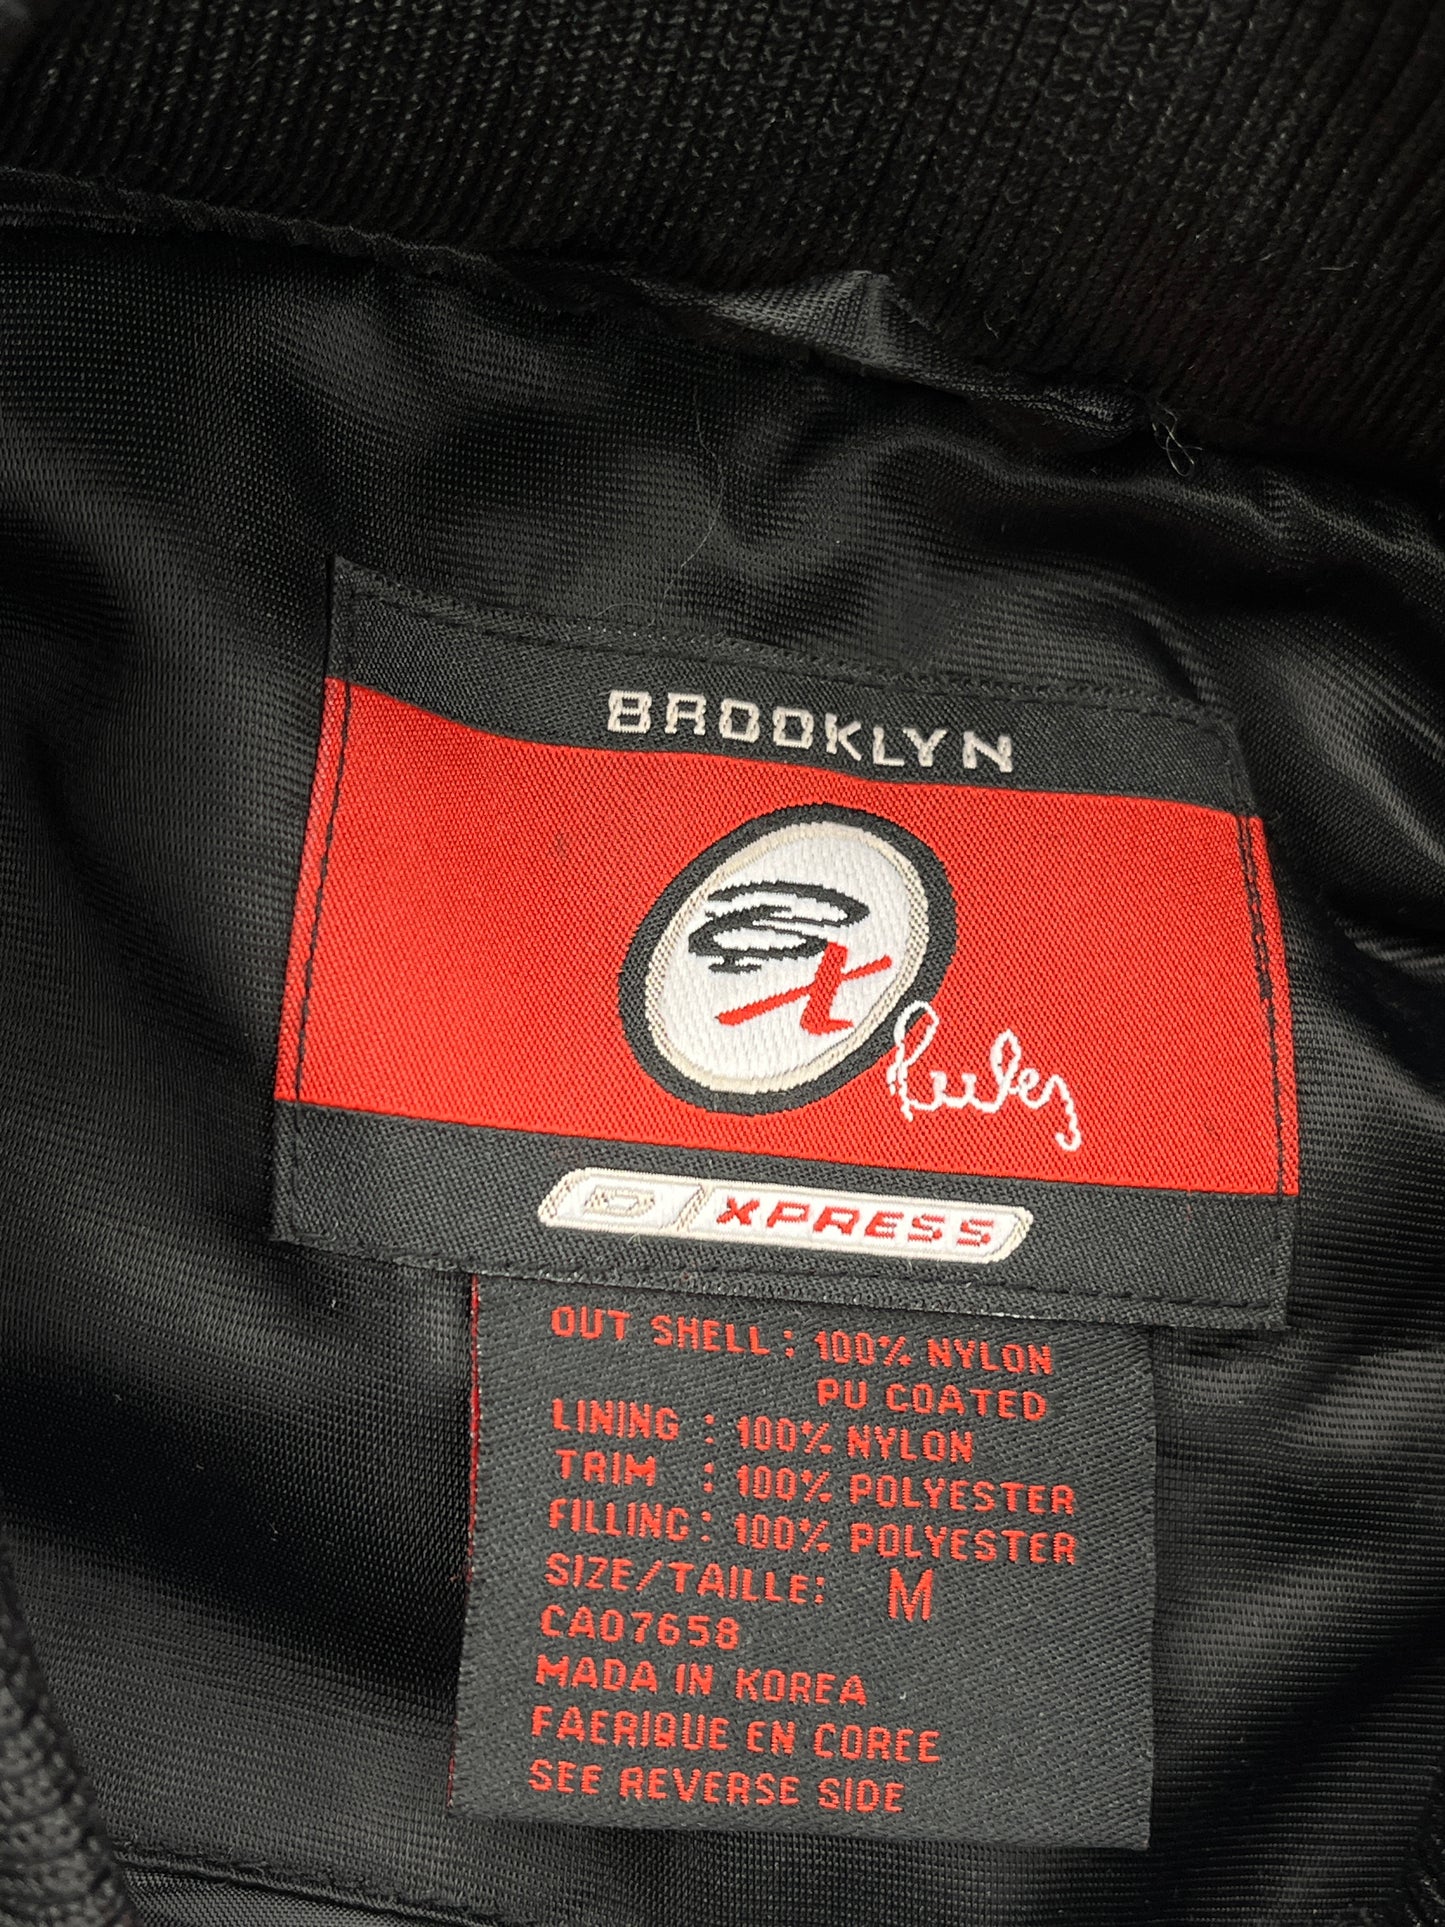 BROOKLYN
X
Rules
XPRESS
OUT SHELL : 100% NYLON
PU COATED
LINING : 100% NYLON
TRIM : 100% POLYESTER
FILLING : 100% POLYESTER
SIZE/TAILLE: M
CA07658
MADA IN KOREA
FAERIQUE EN COREE
SEE REVERSE SIDE